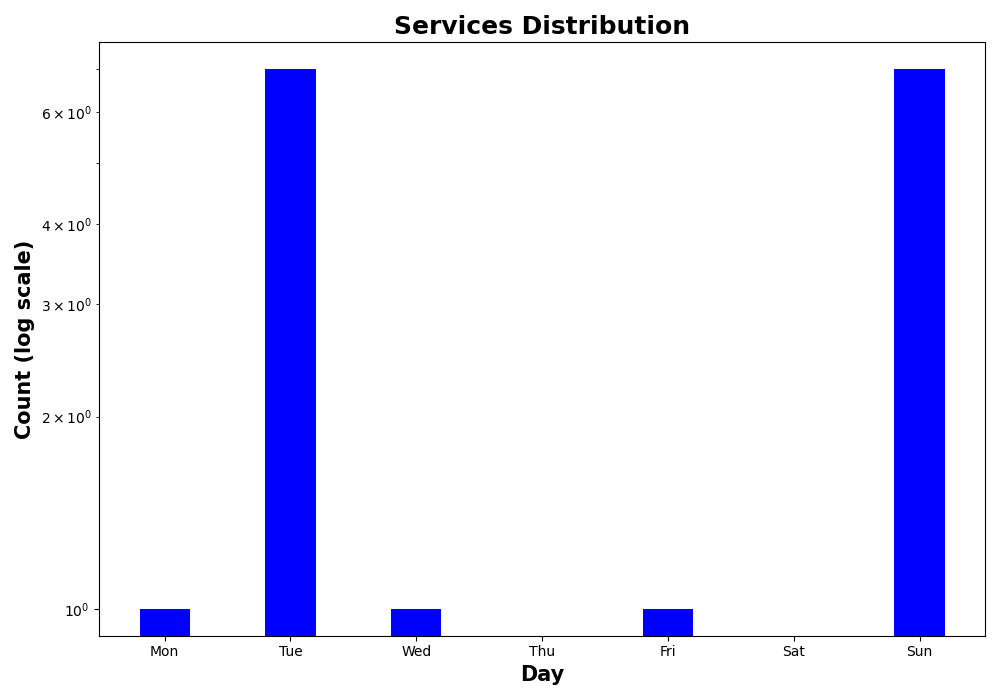 Services Distribution
Count (log scale)
6 × 10⁰
4 × 10⁰
3 × 10⁰
2 × 10⁰
10⁰
Mon Tue Wed Thu Fri Sat Sun
Day